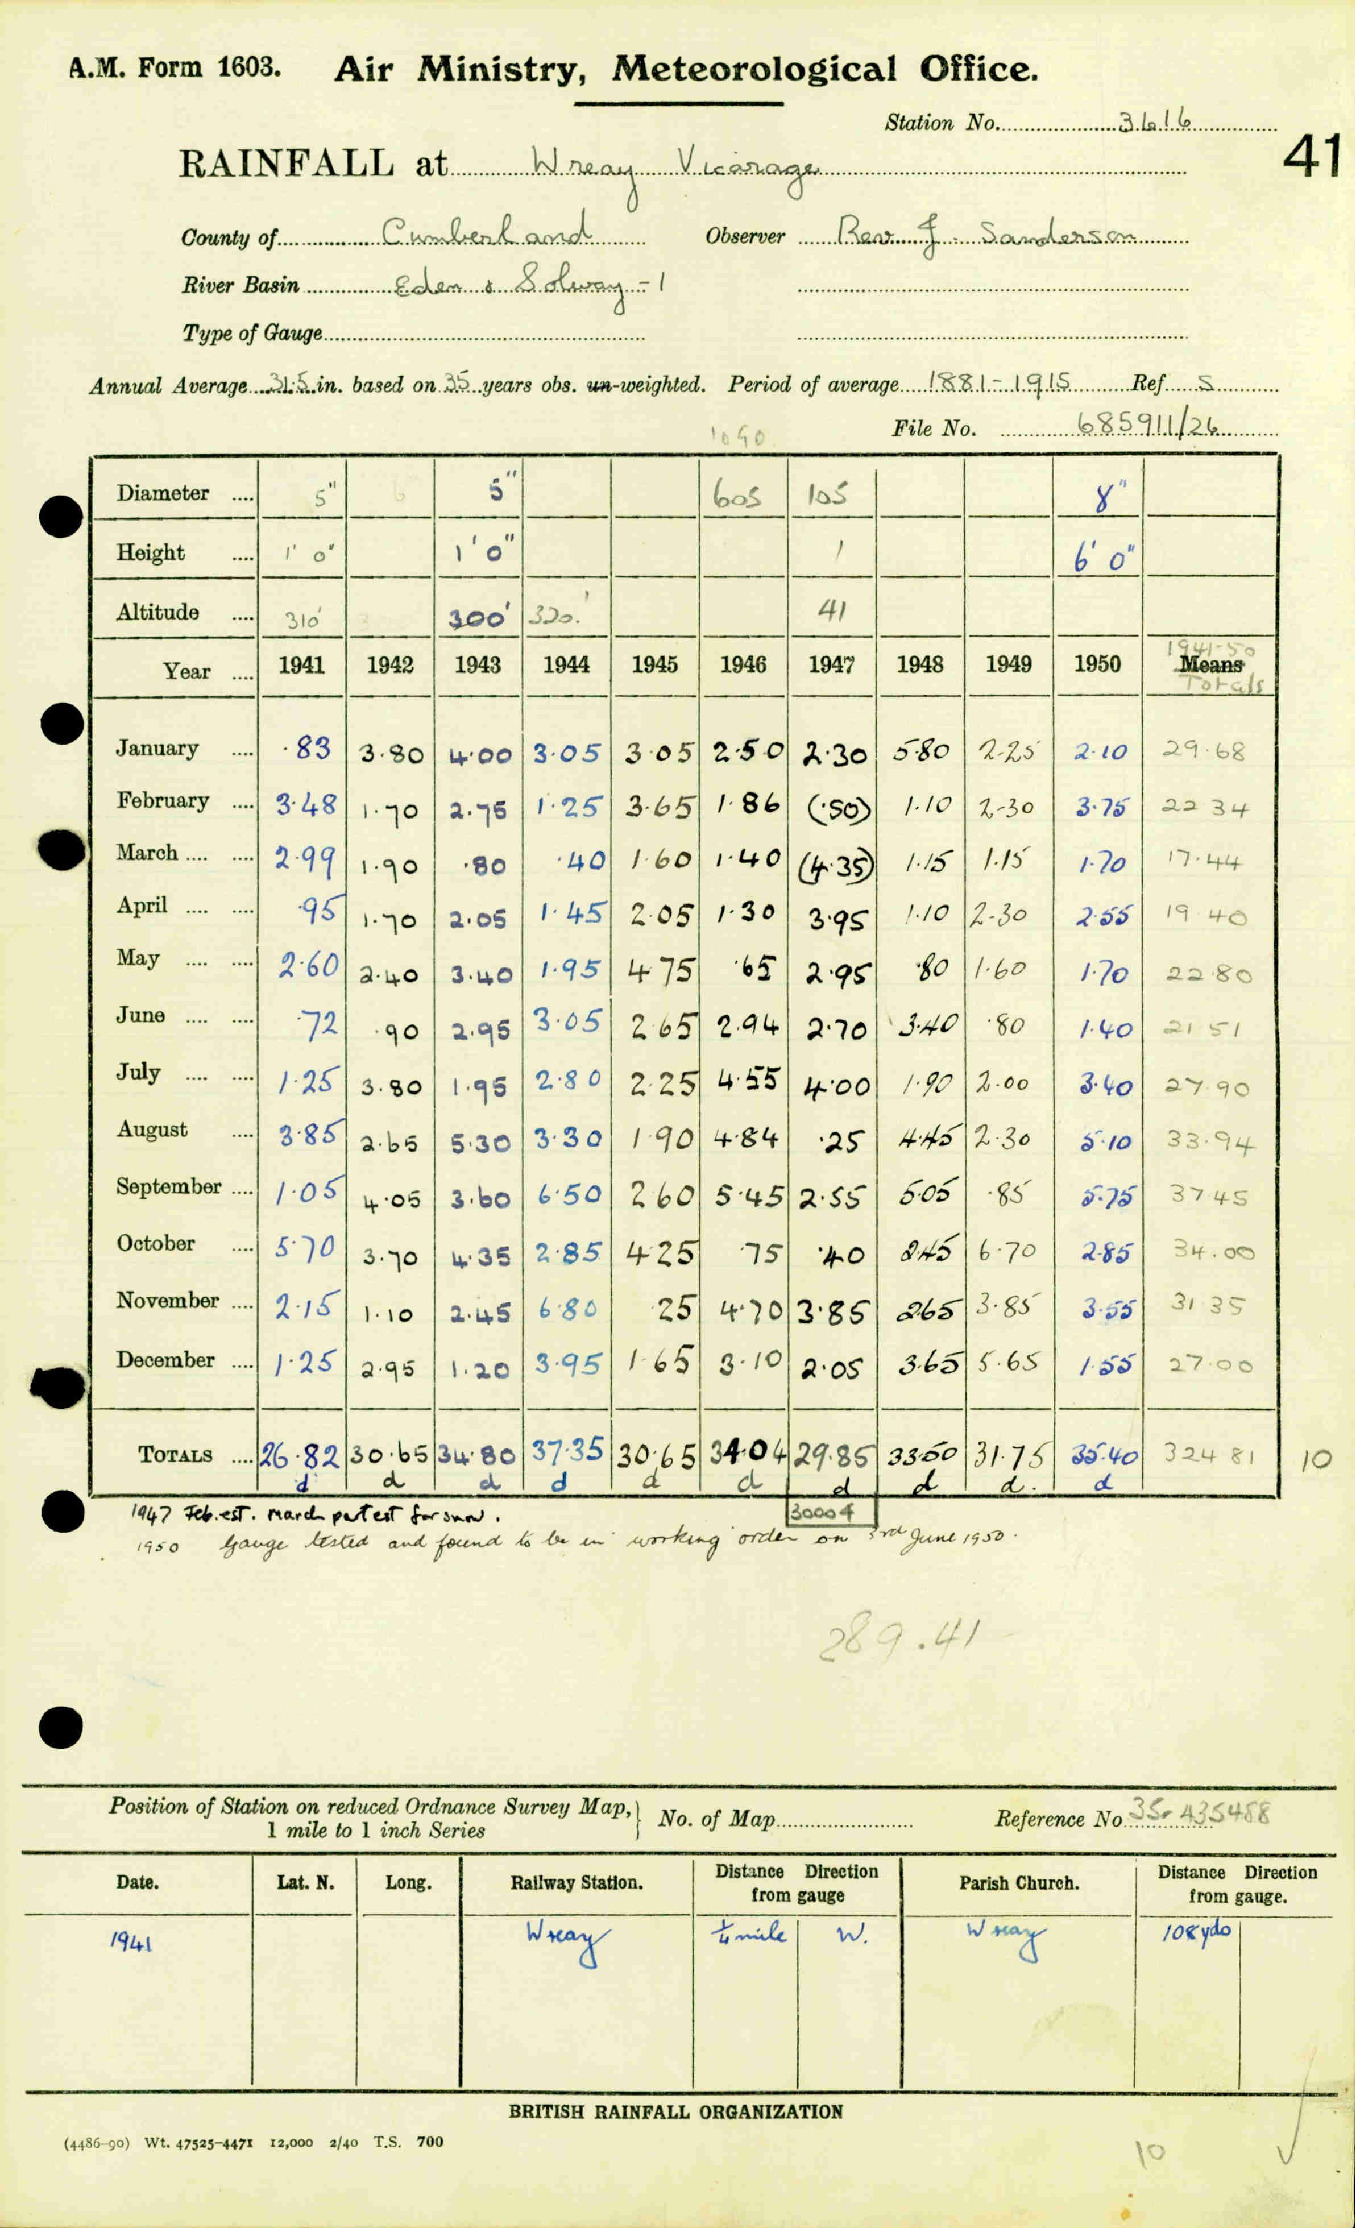 A.M. Form 1603. Air Ministry, Meteorological Office.
Station No. 3616
41
RAINFALL at Wreay Vicarage
County of Cumberland Observer Rev J. Sanderson
River Basin Eden & Solway - 1
Type of Gauge
Annual Average 31.5 in. based on 35 years obs. un-weighted. Period of average 1881-1915 Ref. S
File No. 685911/26
Diameter .... 5" 5" 605 105 8"
Height .... 1' 0" 1' 0" 1 6' 0"
Altitude .... 310' 300' 320' 41
Year .... 1941 1942 1943 1944 1945 1946 1947 1948 1949 1950 1941-50 Means Totals
January .... ·83 3·80 4·00 3·05 3·05 2·50 2·30 5·80 2·25 2·10 29·68
February .... 3·48 1·70 2·75 1·25 3·65 1·86 (·50) 1·10 2·30 3·75 22 34
March .... .... 2·99 1·90 ·80 ·40 1·60 1·40 (4·35) 1·15 1·15 1·70 17·44
April .... .... ·95 1·70 2·05 1·45 2·05 1·30 3·95 1·10 2·30 2·55 19 40
May .... .... 2·60 2·40 3·40 1·95 4 75 ·65 2·95 ·80 1·60 1·70 22·80
June .... .... ·72 ·90 2·95 3·05 2 65 2·94 2·70 3·40 ·80 1·40 21 51
July .... .... 1·25 3·80 1·95 2·80 2·25 4·55 4·00 1·90 2·00 3·40 27·90
August .... 3·85 2·65 5·30 3·30 1 90 4·84 ·25 4·45 2·30 5·10 33·94
September .... 1·05 4·05 3·60 6·50 2 60 5·45 2·55 5·05 ·85 5·75 37 45
October .... 5·70 3·70 4·35 2·85 4 25 ·75 ·40 2·45 6·70 2·85 34·00
November .... 2·15 1·10 2·45 6·80 25 4·70 3·85 2·65 3·85 3·55 31 35
December .... 1·25 2·95 1·20 3·95 1 65 3·10 2·05 3·65 5·65 1·55 27·00
TOTALS .... 26·82 30·65 34·80 37·35 30·65 34·04 29·85 33·50 31·75 35·40 324 81 10
d d d d d d d d d. d
1947 Feb. est. March part est for snow. 30004
1950 Gauge tested and found to be in working order on 3rd June 1950.
289.41
Position of Station on reduced Ordnance Survey Map, 1 mile to 1 inch Series No. of Map Reference No 35. 435488
Date. Lat. N. Long. Railway Station. Distance Direction from gauge Parish Church. Distance Direction from gauge.
1941 Wreay ¼ mile W. Wreay 108 yds
BRITISH RAINFALL ORGANIZATION
(4486-90) Wt. 47525-4471 12,000 2/40 T.S. 700
10